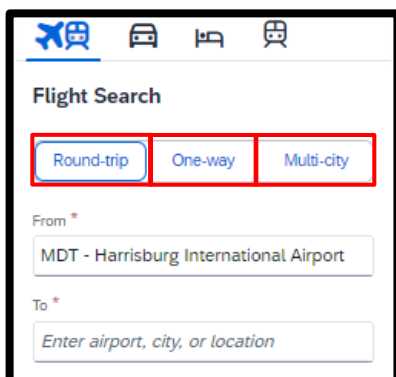 Flight Search
Round-trip One-way Multi-city
From *
MDT - Harrisburg International Airport
To *
Enter airport, city, or location